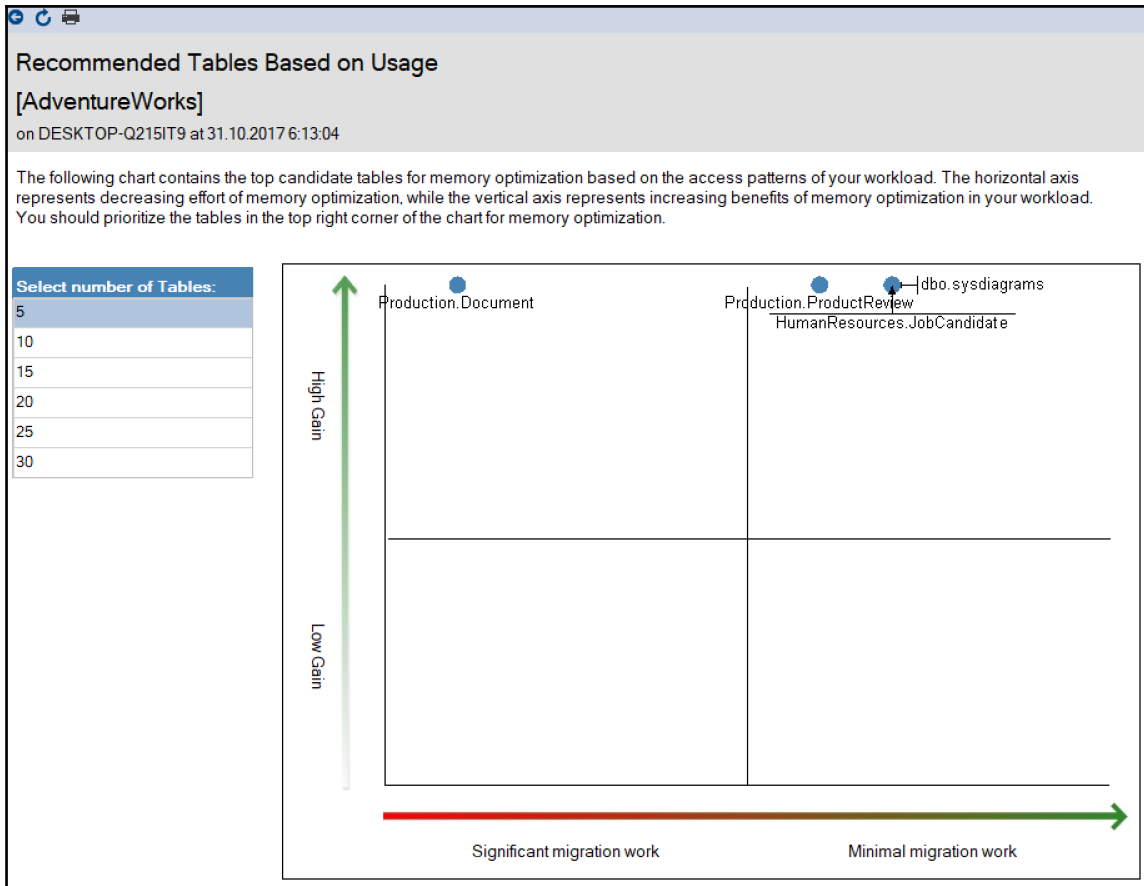 Recommended Tables Based on Usage
[AdventureWorks]
on DESKTOP-Q215IT9 at 31.10.2017 6:13:04
The following chart contains the top candidate tables for memory optimization based on the access patterns of your workload. The horizontal axis
represents decreasing effort of memory optimization, while the vertical axis represents increasing benefits of memory optimization in your workload.
You should prioritize the tables in the top right corner of the chart for memory optimization.
Select number of Tables:
5
10
15
20
25
30
High Gain
Low Gain
Production.Document
Production.ProductReview
dbo.sysdiagrams
HumanResources.JobCandidate
Significant migration work
Minimal migration work